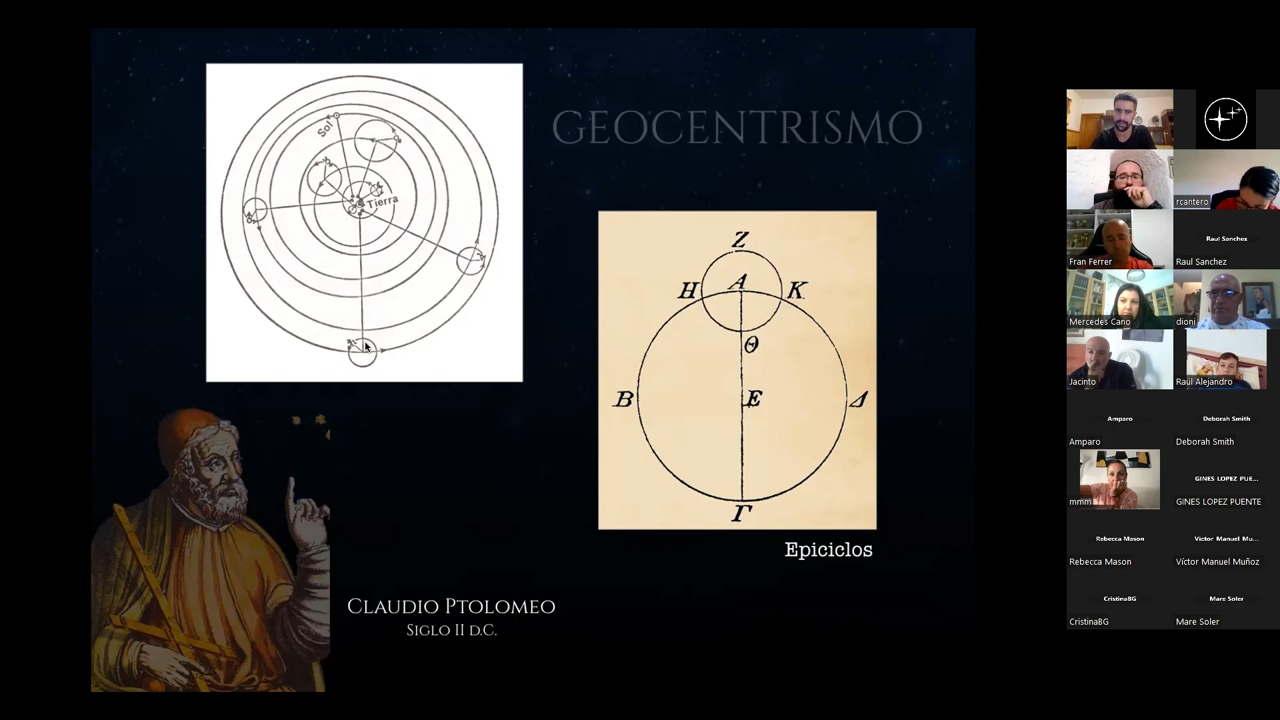 GEOCENTRISMO
Sol
Tierra
Z
H A K
Θ
B E Δ
Γ
Epiciclos
CLAUDIO PTOLOMEO
SIGLO II D.C.
rcantero
Fran Ferrer
Raul Sanchez
Raul Sanchez
Mercedes Cano
dioni
Jacinto
Raúl Alejandro
Amparo
Amparo
Deborah Smith
Deborah Smith
mmm
GINES LOPEZ PUE...
GINES LOPEZ PUENTE
Rebecca Mason
Rebecca Mason
Victor Manuel Mu...
Víctor Manuel Muñoz
CristinaBG
CristinaBG
Mare Soler
Mare Soler